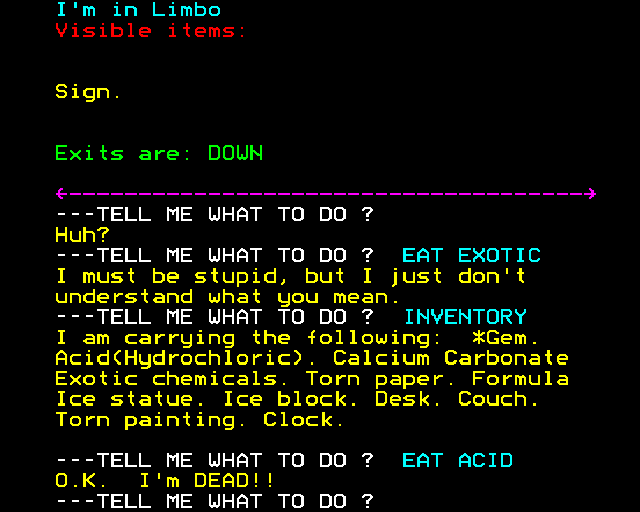 I'm in Limbo
Visible items:
Sign.
Exits are: DOWN
<---------------------------------------->
---TELL ME WHAT TO DO ?
Huh?
---TELL ME WHAT TO DO ?  EAT EXOTIC
I must be stupid, but I just don't
understand what you mean.
---TELL ME WHAT TO DO ?  INVENTORY
I am carrying the following:  *Gem.
Acid(Hydrochloric). Calcium Carbonate
Exotic chemicals. Torn paper. Formula
Ice statue. Ice block. Desk. Couch.
Torn painting. Clock.
---TELL ME WHAT TO DO ?  EAT ACID
O.K.  I'm DEAD!!
---TELL ME WHAT TO DO ?